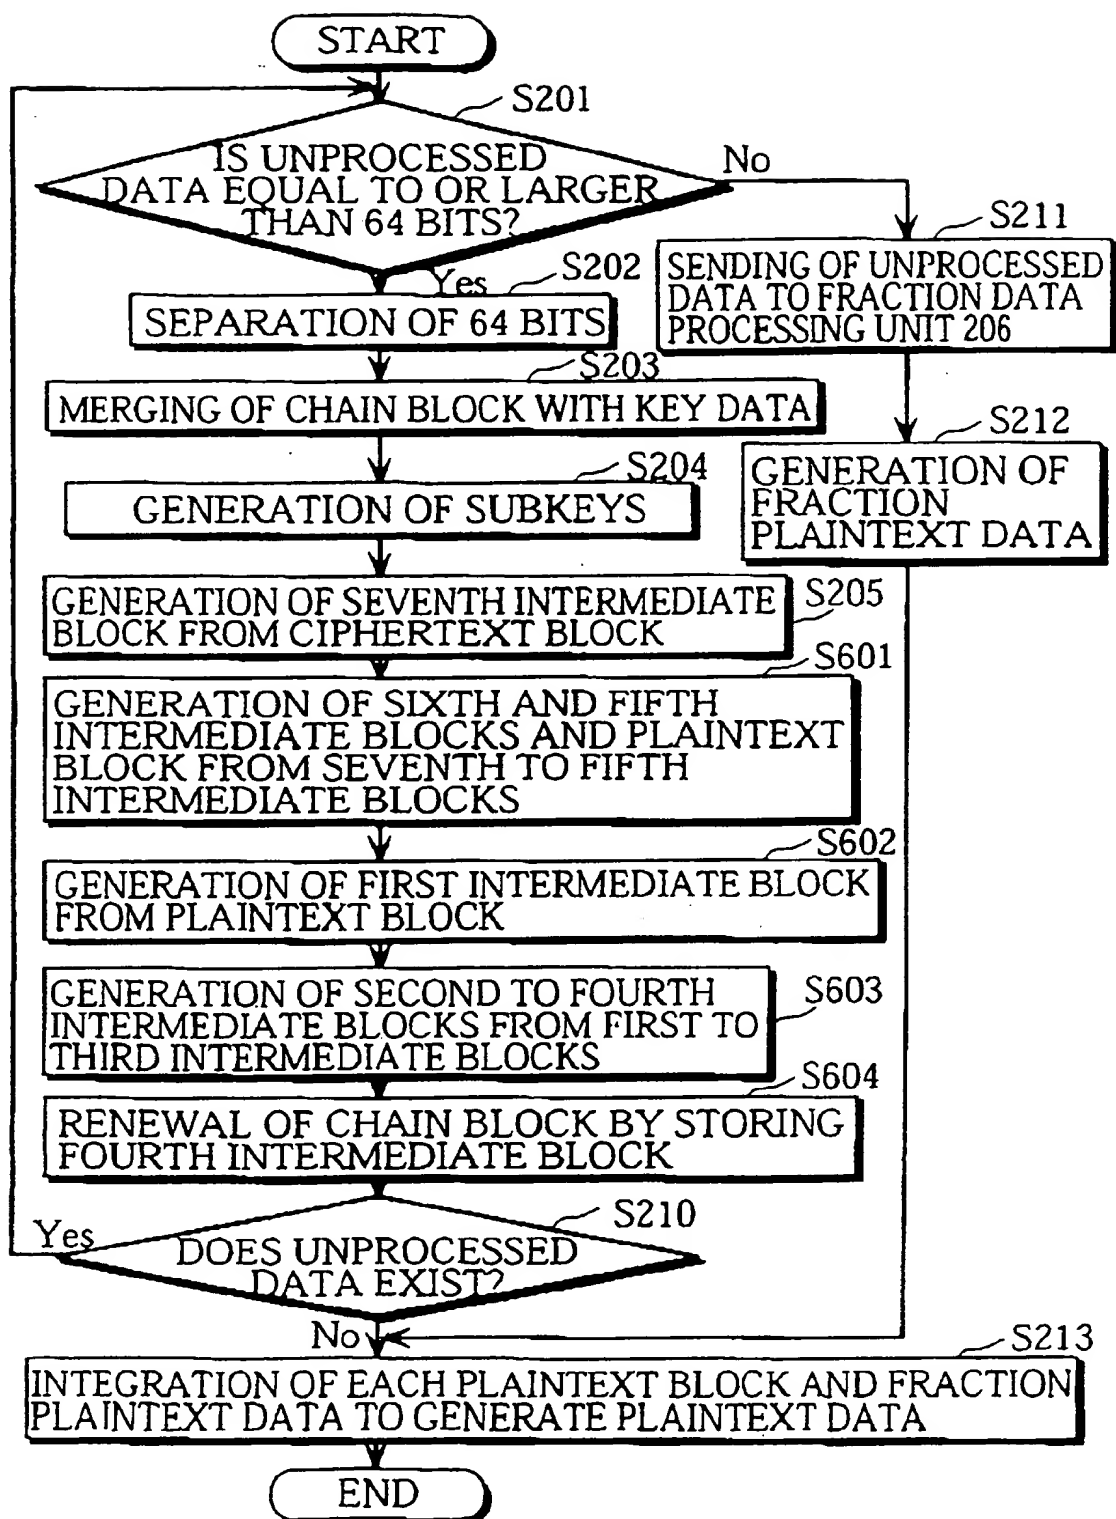 START
S201
IS UNPROCESSED
DATA EQUAL TO OR LARGER
THAN 64 BITS?
No
Yes
S202
SEPARATION OF 64 BITS
S211
SENDING OF UNPROCESSED
DATA TO FRACTION DATA
PROCESSING UNIT 206
S203
MERGING OF CHAIN BLOCK WITH KEY DATA
S212
GENERATION OF
FRACTION
PLAINTEXT DATA
S204
GENERATION OF SUBKEYS
S205
GENERATION OF SEVENTH INTERMEDIATE
BLOCK FROM CIPHERTEXT BLOCK
S601
GENERATION OF SIXTH AND FIFTH
INTERMEDIATE BLOCKS AND PLAINTEXT
BLOCK FROM SEVENTH TO FIFTH
INTERMEDIATE BLOCKS
S602
GENERATION OF FIRST INTERMEDIATE BLOCK
FROM PLAINTEXT BLOCK
S603
GENERATION OF SECOND TO FOURTH
INTERMEDIATE BLOCKS FROM FIRST TO
THIRD INTERMEDIATE BLOCKS
S604
RENEWAL OF CHAIN BLOCK BY STORING
FOURTH INTERMEDIATE BLOCK
S210
Yes
DOES UNPROCESSED
DATA EXIST?
No
S213
INTEGRATION OF EACH PLAINTEXT BLOCK AND FRACTION
PLAINTEXT DATA TO GENERATE PLAINTEXT DATA
END